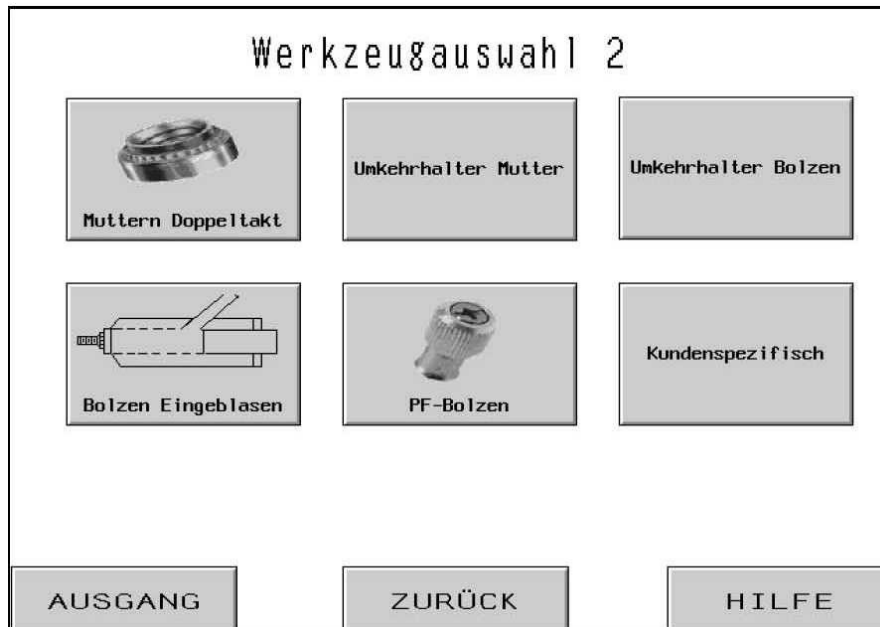 Werkzeugauswahl 2
Muttern Doppeltakt
Umkehrhalter Mutter
Umkehrhalter Bolzen
Bolzen Eingeblasen
PF-Bolzen
Kundenspezifisch
AUSGANG
ZURÜCK
HILFE